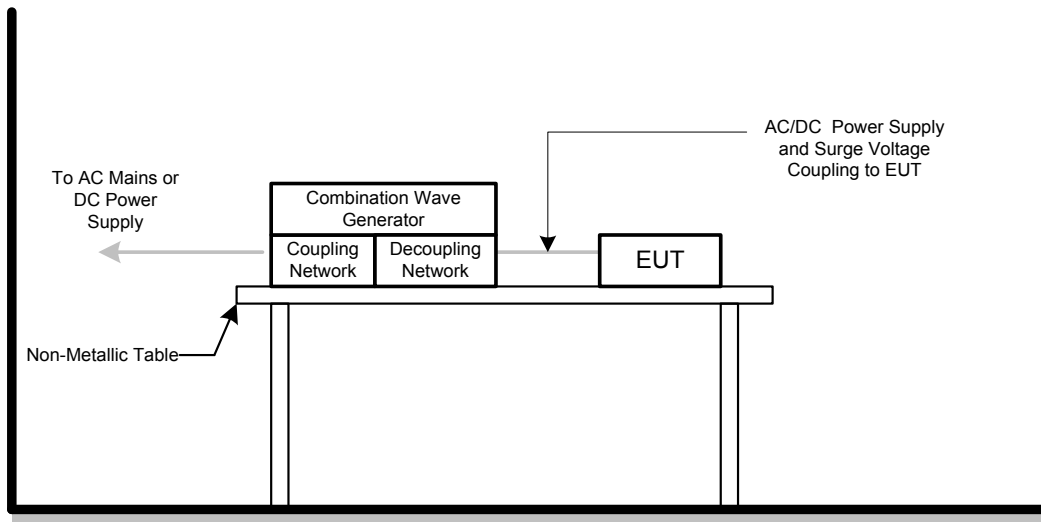 AC/DC Power Supply
and Surge Voltage
Coupling to EUT
To AC Mains or
DC Power
Supply
Combination Wave
Generator
Coupling
Network
Decoupling
Network
EUT
Non-Metallic Table